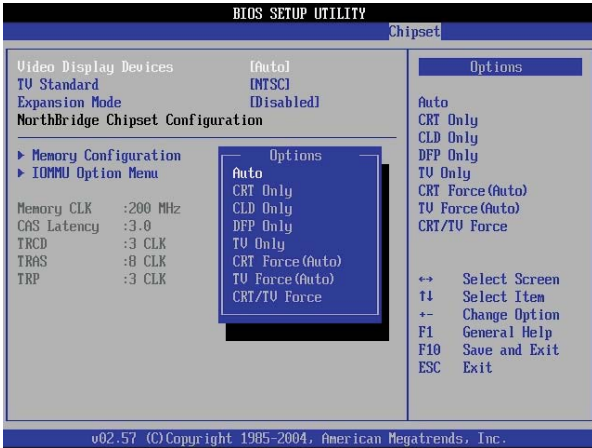 BIOS SETUP UTILITY
Chipset
Video Display Devices [Auto]
TV Standard [NTSC]
Expansion Mode [Disabled]
NorthBridge Chipset Configuration
Memory Configuration
IOMMU Option Menu
Memory CLK :200 MHz
CAS Latency :3.0
TRCD :3 CLK
TRAS :8 CLK
TRP :3 CLK
Options
Auto
CRT Only
CLD Only
DFP Only
TV Only
CRT Force(Auto)
TV Force(Auto)
CRT/TV Force
Options
Auto
CRT Only
CLD Only
DFP Only
TV Only
CRT Force(Auto)
TV Force(Auto)
CRT/TV Force
↔ Select Screen
↑↓ Select Item
+- Change Option
F1 General Help
F10 Save and Exit
ESC Exit
v02.57 (C)Copyright 1985-2004, American Megatrends, Inc.